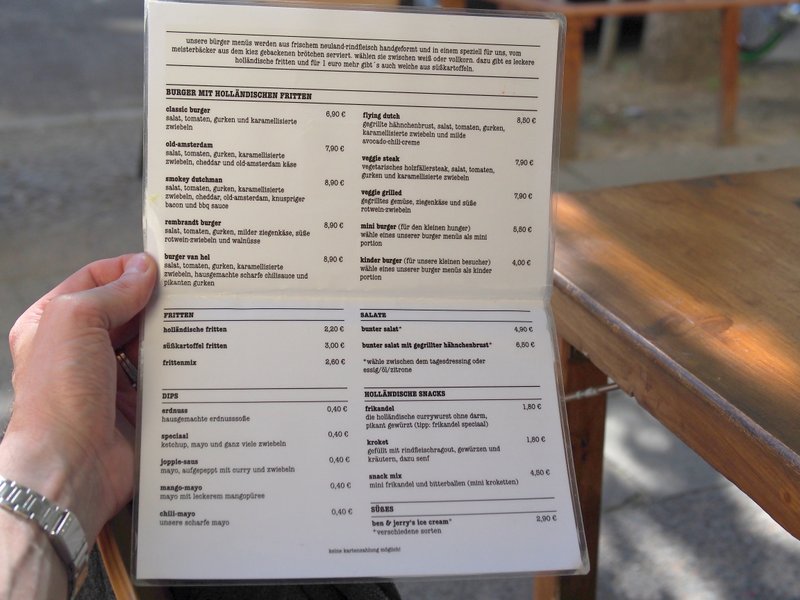 unsere bürger menüs werden aus frischem neuland-rindfleisch handgeformt und in einem speziell für uns, vom
meisterbäcker aus dem kiez gebackenen brötchen serviert. wählen sie zwischen weiß oder vollkorn. dazu gibt es leckere
holländische fritten und für 1 euro mehr gibt´s auch welche aus süßkartoffeln.
BURGER MIT HOLLÄNDISCHEN FRITTEN
classic burger 6,90 €
salat, tomaten, gurken und karamellisierte
zwiebeln
old-amsterdam 7,90 €
salat, tomaten, gurken, karamellisierte
zwiebeln, cheddar und old-amsterdam käse
smokey dutchman 8,90 €
salat, tomaten, gurken, karamellisierte
zwiebeln, cheddar, old-amsterdam, knuspriger
bacon und bbq sauce
rembrandt burger 8,90 €
salat, tomaten, gurken, milder ziegenkäse, süße
rotwein-zwiebeln und walnüsse
burger van hel 8,90 €
salat, tomaten, gurken, karamellisierte
zwiebeln, hausgemachte scharfe chilisauce und
pikanten gurken
flying dutch 8,50 €
gegrillte hähnchenbrust, salat, tomaten, gurken,
karamellisierte zwiebeln und milde
avocado-chili-creme
veggie steak 7,90 €
vegetarisches holzfällersteak, salat, tomaten,
gurken und karamellisierte zwiebeln
veggie grilled 7,90 €
gegrilltes gemüse, ziegenkäse und süße
rotwein-zwiebeln
mini burger (für den kleinen hunger) 5,50 €
wähle eines unserer burger menüs als mini
portion
kinder burger (für unsere kleinen besucher) 4,00 €
wähle eines unserer burger menüs als kinder
portion
FRITTEN
holländische fritten 2,20 €
süßkartoffel fritten 3,00 €
frittenmix 2,60 €
SALATE
bunter salat* 4,90 €
bunter salat mit gegrillter hähnchenbrust* 6,50 €
*wähle zwischen dem tagesdressing oder
essig/öl/zitrone
DIPS
erdnuss 0,40 €
hausgemachte erdnusssoße
speciaal 0,40 €
ketchup, mayo und ganz viele zwiebeln
joppie-saus 0,40 €
mayo, aufgepeppt mit curry und zwiebeln
mango-mayo 0,40 €
mayo mit leckerem mangopüree
chili-mayo 0,40 €
unsere scharfe mayo
HOLLÄNDISCHE SNACKS
frikandel 1,80 €
die holländische currywurst ohne darm,
pikant gewürzt (tipp: frikandel speciaal)
kroket 1,80 €
gefüllt mit rindfleischragout, gewürzen und
kräutern, dazu senf
snack mix 4,50 €
mini frikandel und bitterballen (mini kroketten)
SÜßES
ben & jerry's ice cream* 2,90 €
*verschiedene sorten
keine kartenzahlung möglich!